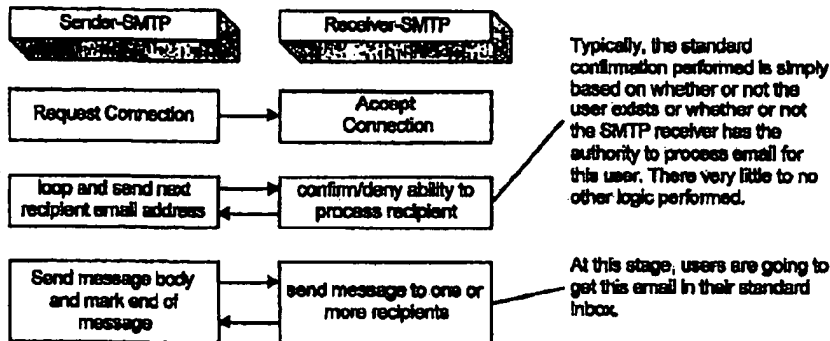 Sender-SMTP
Receiver-SMTP
Request Connection
Accept
Connection
loop and send next
recipient email address
confirm/deny ability to
process recipient
Send message body
and mark end of
message
send message to one or
more recipients
Typically, the standard
confirmation performed is simply
based on whether or not the
user exists or whether or not
the SMTP receiver has the
authority to process email for
this user. There very little to no
other logic performed.
At this stage, users are going to
get this email in their standard
Inbox.